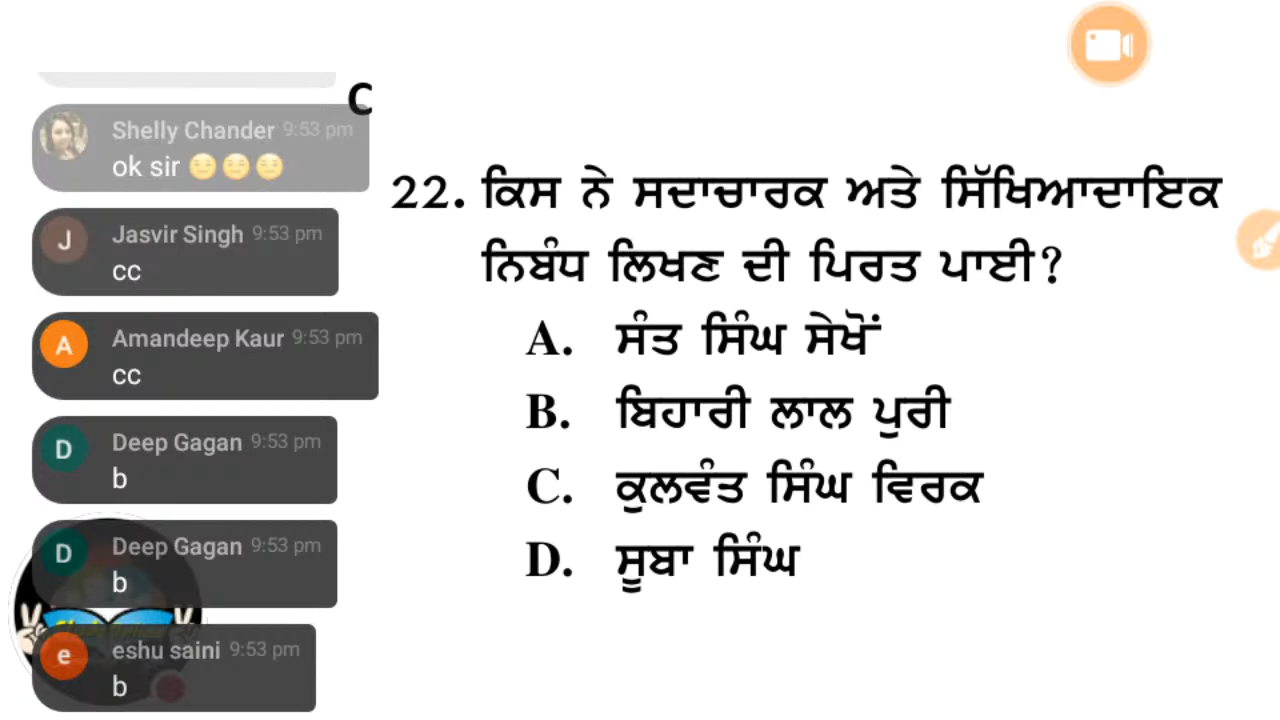 C
Shelly Chander 9:53 pm
ok sir 😑😑😑
Jasvir Singh 9:53 pm
cc
Amandeep Kaur 9:53 pm
cc
Deep Gagan 9:53 pm
b
Deep Gagan 9:53 pm
b
eshu saini 9:53 pm
b
J
A
D
D
e
22. ਕਿਸ ਨੇ ਸਦਾਚਾਰਕ ਅਤੇ ਸਿੱਖਿਆਦਾਇਕ
ਨਿਬੰਧ ਲਿਖਣ ਦੀ ਪਿਰਤ ਪਾਈ?
A. ਸੰਤ ਸਿੰਘ ਸੇਖੋਂ
B. ਬਿਹਾਰੀ ਲਾਲ ਪੁਰੀ
C. ਕੁਲਵੰਤ ਸਿੰਘ ਵਿਰਕ
D. ਸੂਬਾ ਸਿੰਘ